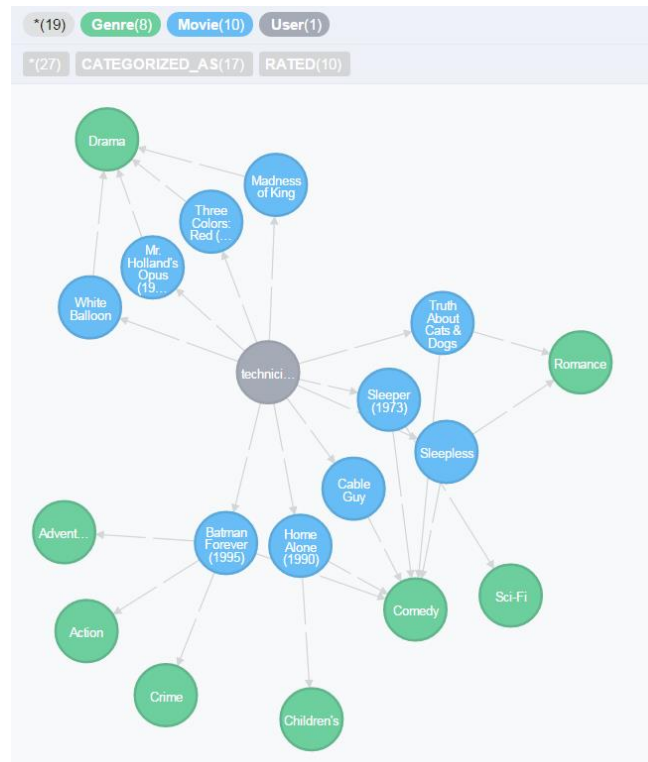 *(19) Genre(8) Movie(10) User(1)
*(27) CATEGORIZED_AS(17) RATED(10)
Drama
Madness
of King
Three
Colors:
Red (...
Mr.
Holland's
Opus
(19...
White
Balloon
Truth
About
Cats &
Dogs
Romance
technici...
Sleeper
(1973)
Sleepless
Cable
Guy
Advent...
Batman
Forever
(1995)
Home
Alone
(1990)
Comedy
Sci-Fi
Action
Crime
Children's